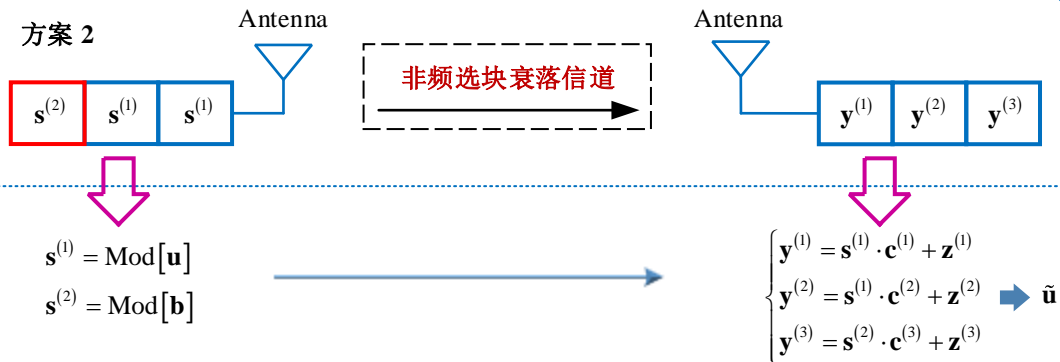 方案 2
Antenna
Antenna
非频选块衰落信道
s^(2) s^(1) s^(1)
y^(1) y^(2) y^(3)
s^(1) = Mod[u]
s^(2) = Mod[b]
y^(1) = s^(1) · c^(1) + z^(1)
y^(2) = s^(1) · c^(2) + z^(2)
y^(3) = s^(2) · c^(3) + z^(3)
ũ